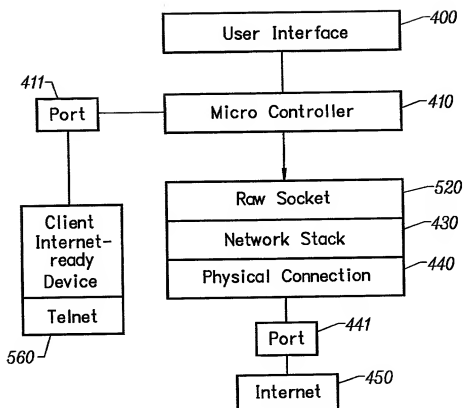 User Interface
400
411
Port
Micro Controller
410
Raw Socket
520
Network Stack
430
Physical Connection
440
Client
Internet-
ready
Device
Telnet
560
441
Port
Internet
450